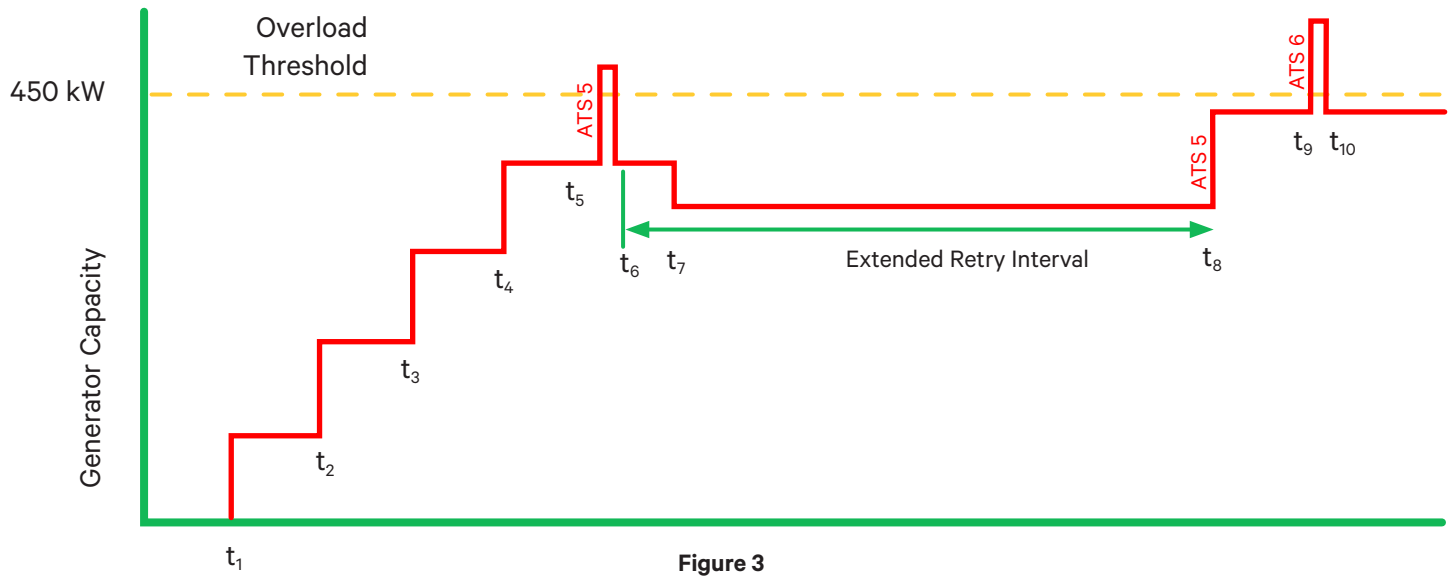 Overload
Threshold
450 kW
Generator Capacity
ATS 5
ATS 5
ATS 6
t₁
t₂
t₃
t₄
t₅
t₆
t₇
Extended Retry Interval
t₈
t₉
t₁₀
Figure 3